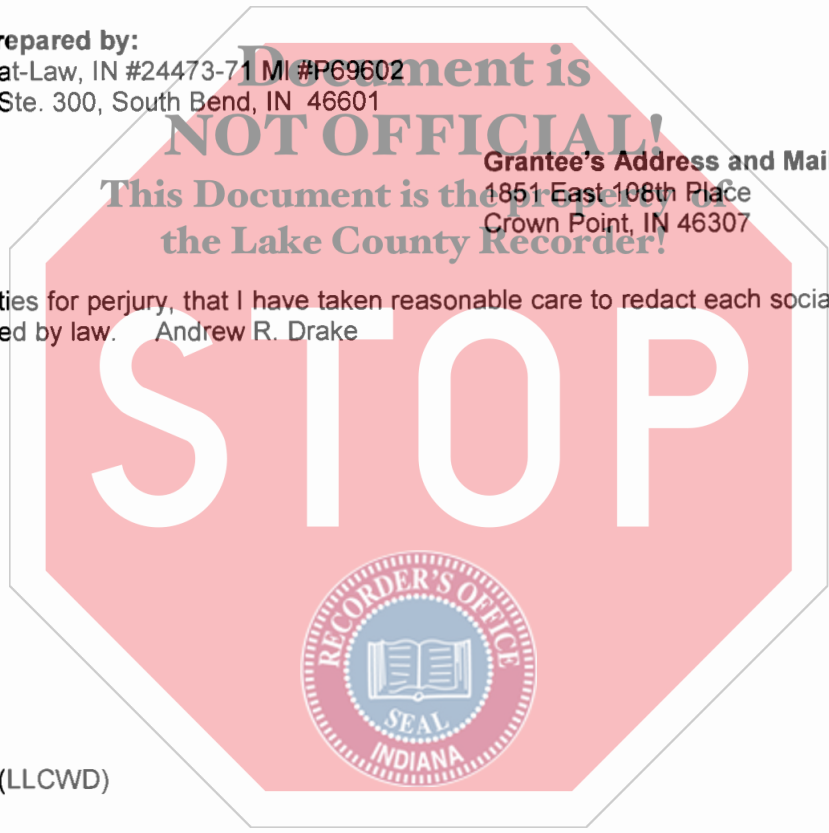 repared by:
at-Law, IN #24473-71 MI #P69602
Ste. 300, South Bend, IN 46601
Document is
NOT OFFICIAL!
This Document is the property of
the Lake County Recorder!
Grantee's Address and Mai
1851 East 108th Place
Crown Point, IN 46307
ties for perjury, that I have taken reasonable care to redact each socia
ed by law. Andrew R. Drake
STOP
RECORDER'S OFFICE
SEAL
INDIANA
(LLCWD)